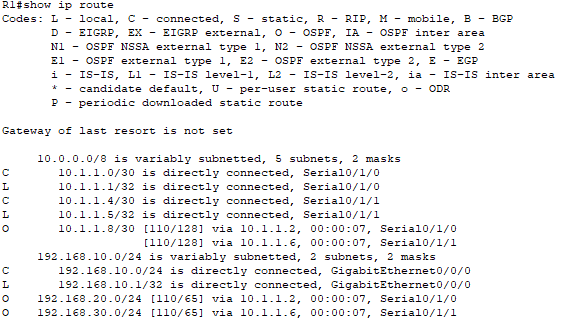 R1#show ip route
Codes: L - local, C - connected, S - static, R - RIP, M - mobile, B - BGP
D - EIGRP, EX - EIGRP external, O - OSPF, IA - OSPF inter area
N1 - OSPF NSSA external type 1, N2 - OSPF NSSA external type 2
E1 - OSPF external type 1, E2 - OSPF external type 2, E - EGP
i - IS-IS, L1 - IS-IS level-1, L2 - IS-IS level-2, ia - IS-IS inter area
* - candidate default, U - per-user static route, o - ODR
P - periodic downloaded static route
Gateway of last resort is not set
10.0.0.0/8 is variably subnetted, 5 subnets, 2 masks
C 10.1.1.0/30 is directly connected, Serial0/1/0
L 10.1.1.1/32 is directly connected, Serial0/1/0
C 10.1.1.4/30 is directly connected, Serial0/1/1
L 10.1.1.5/32 is directly connected, Serial0/1/1
O 10.1.1.8/30 [110/128] via 10.1.1.2, 00:00:07, Serial0/1/0
[110/128] via 10.1.1.6, 00:00:07, Serial0/1/1
192.168.10.0/24 is variably subnetted, 2 subnets, 2 masks
C 192.168.10.0/24 is directly connected, GigabitEthernet0/0/0
L 192.168.10.1/32 is directly connected, GigabitEthernet0/0/0
O 192.168.20.0/24 [110/65] via 10.1.1.2, 00:00:07, Serial0/1/0
O 192.168.30.0/24 [110/65] via 10.1.1.6, 00:00:07, Serial0/1/1